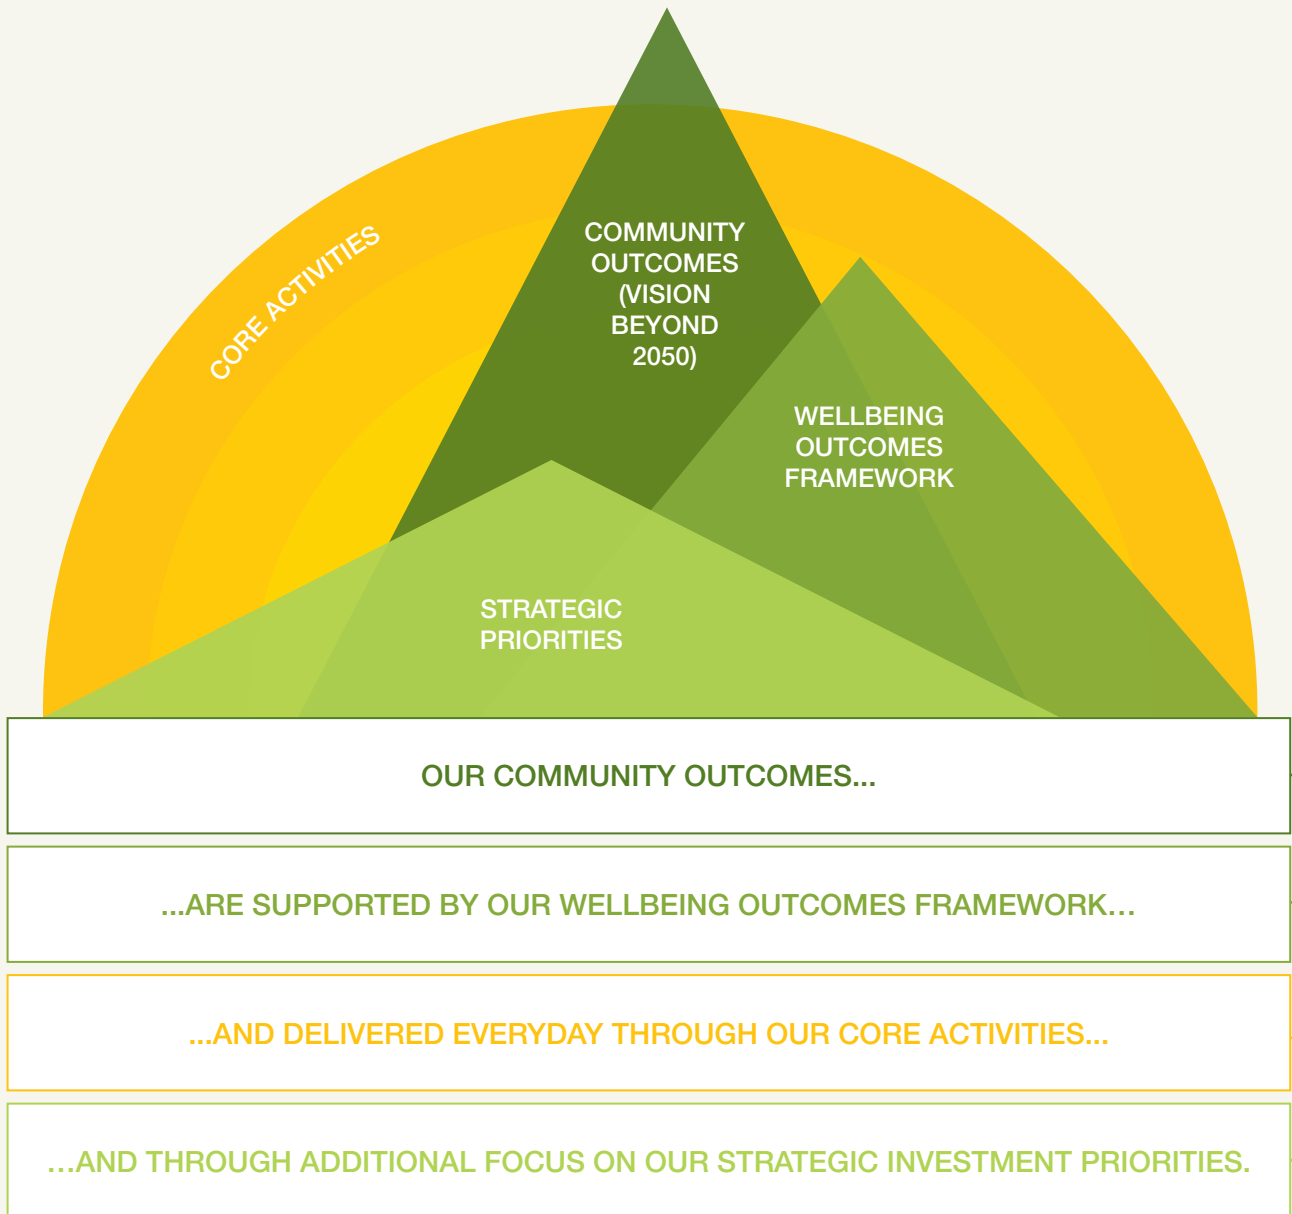 CORE ACTIVITIES
COMMUNITY
OUTCOMES
(VISION
BEYOND
2050)
WELLBEING
OUTCOMES
FRAMEWORK
STRATEGIC
PRIORITIES
OUR COMMUNITY OUTCOMES...
...ARE SUPPORTED BY OUR WELLBEING OUTCOMES FRAMEWORK...
...AND DELIVERED EVERYDAY THROUGH OUR CORE ACTIVITIES...
...AND THROUGH ADDITIONAL FOCUS ON OUR STRATEGIC INVESTMENT PRIORITIES.